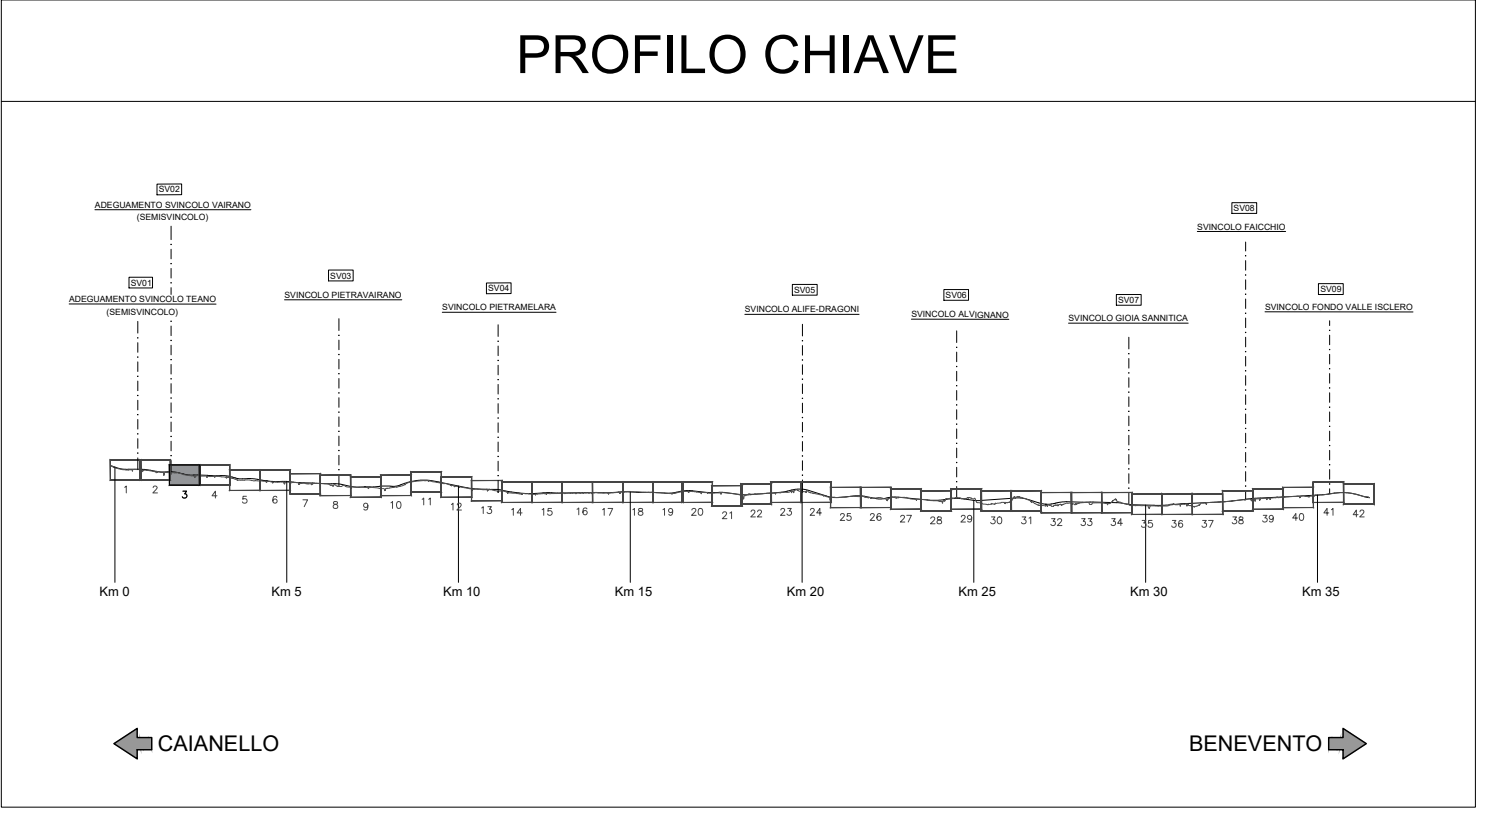 PROFILO CHIAVE
SV02
ADEGUAMENTO SVINCOLO VAIRANO
(SEMISVINCOLO)
SV01
ADEGUAMENTO SVINCOLO TEANO
(SEMISVINCOLO)
SV03
SVINCOLO PIETRAVAIRANO
SV04
SVINCOLO PIETRAMELARA
SV05
SVINCOLO ALIFE-DRAGONI
SV06
SVINCOLO ALVIGNANO
SV07
SVINCOLO GIOIA SANNITICA
SV08
SVINCOLO FAICCHIO
SV09
SVINCOLO FONDO VALLE ISCLERO
1 2 3 4 5 6 7 8 9 10 11 12 13 14 15 16 17 18 19 20 21 22 23 24 25 26 27 28 29 30 31 32 33 34 35 36 37 38 39 40 41 42
Km 0 Km 5 Km 10 Km 15 Km 20 Km 25 Km 30 Km 35
CAIANELLO BENEVENTO